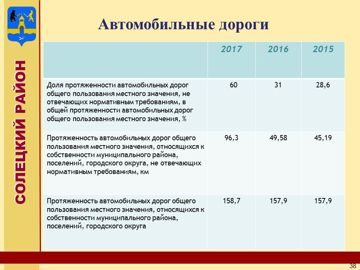 Автомобильные дороги
СОЛЕЦКИЙ РАЙОН
2017 2016 2015
Доля протяженности автомобильных дорог
общего пользования местного значения, не
отвечающих нормативным требованиям, в
общей протяженности автомобильных дорог
общего пользования местного значения, %
60 31 28,6
Протяженность автомобильных дорог общего
пользования местного значения, относящихся к
собственности муниципального района,
поселений, городского округа, не отвечающих
нормативным требованиям, км
96,3 49,58 45,19
Протяженность автомобильных дорог общего
пользования местного значения, относящихся к
собственности муниципального района,
поселений, городского округа
158,7 157,9 157,9
38